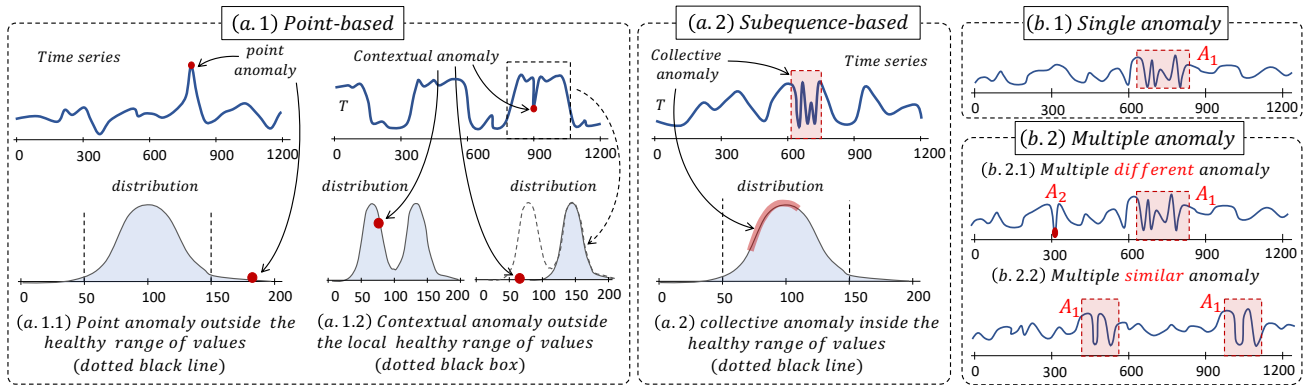 (a.1) Point-based
Time series
point
anomaly
0 300 600 900 1200
distribution
0 50 100 150 200
(a.1.1) Point anomaly outside the
healthy range of values
(dotted black line)
Contextual anomaly
T
0 300 600 900 1200
distribution
distribution
0 50 100 150 200
0 50 100 150 200
(a.1.2) Contextual anomaly outside
the local healthy range of values
(dotted black box)
(a.2) Subequence-based
Collective
anomaly
Time series
T
0 300 600 900 1200
distribution
0 50 100 150 200
(a.2) collective anomaly inside the
healthy range of values
(dotted black line)
(b.1) Single anomaly
A1
0 300 600 900 1200
(b.2) Multiple anomaly
(b.2.1) Multiple different anomaly
A2 A1
0 300 600 900 1200
(b.2.2) Multiple similar anomaly
A1 A1
0 300 600 900 1200